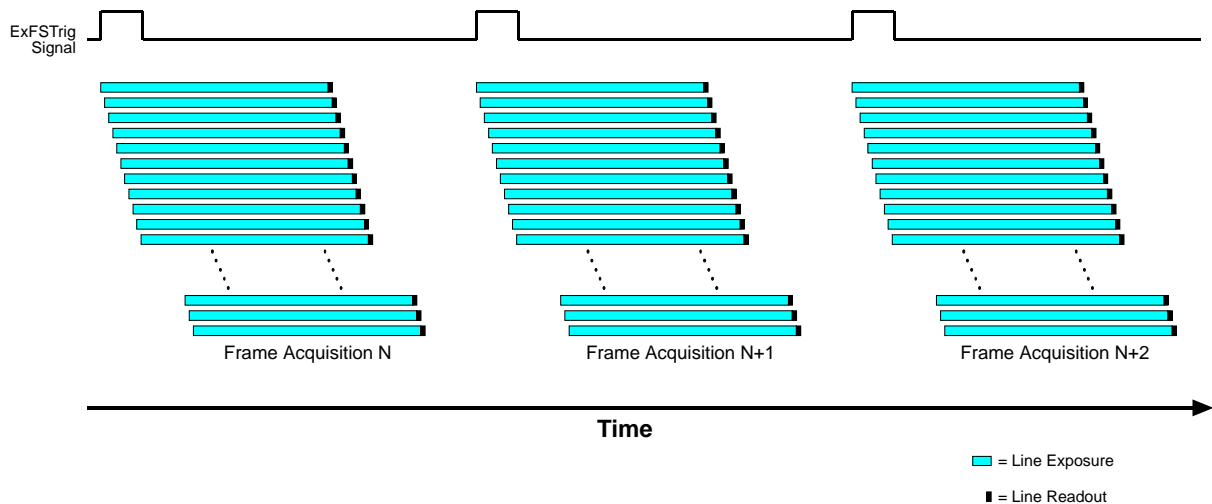 ExFSTrig
Signal
Frame Acquisition N
Frame Acquisition N+1
Frame Acquisition N+2
Time
= Line Exposure
= Line Readout